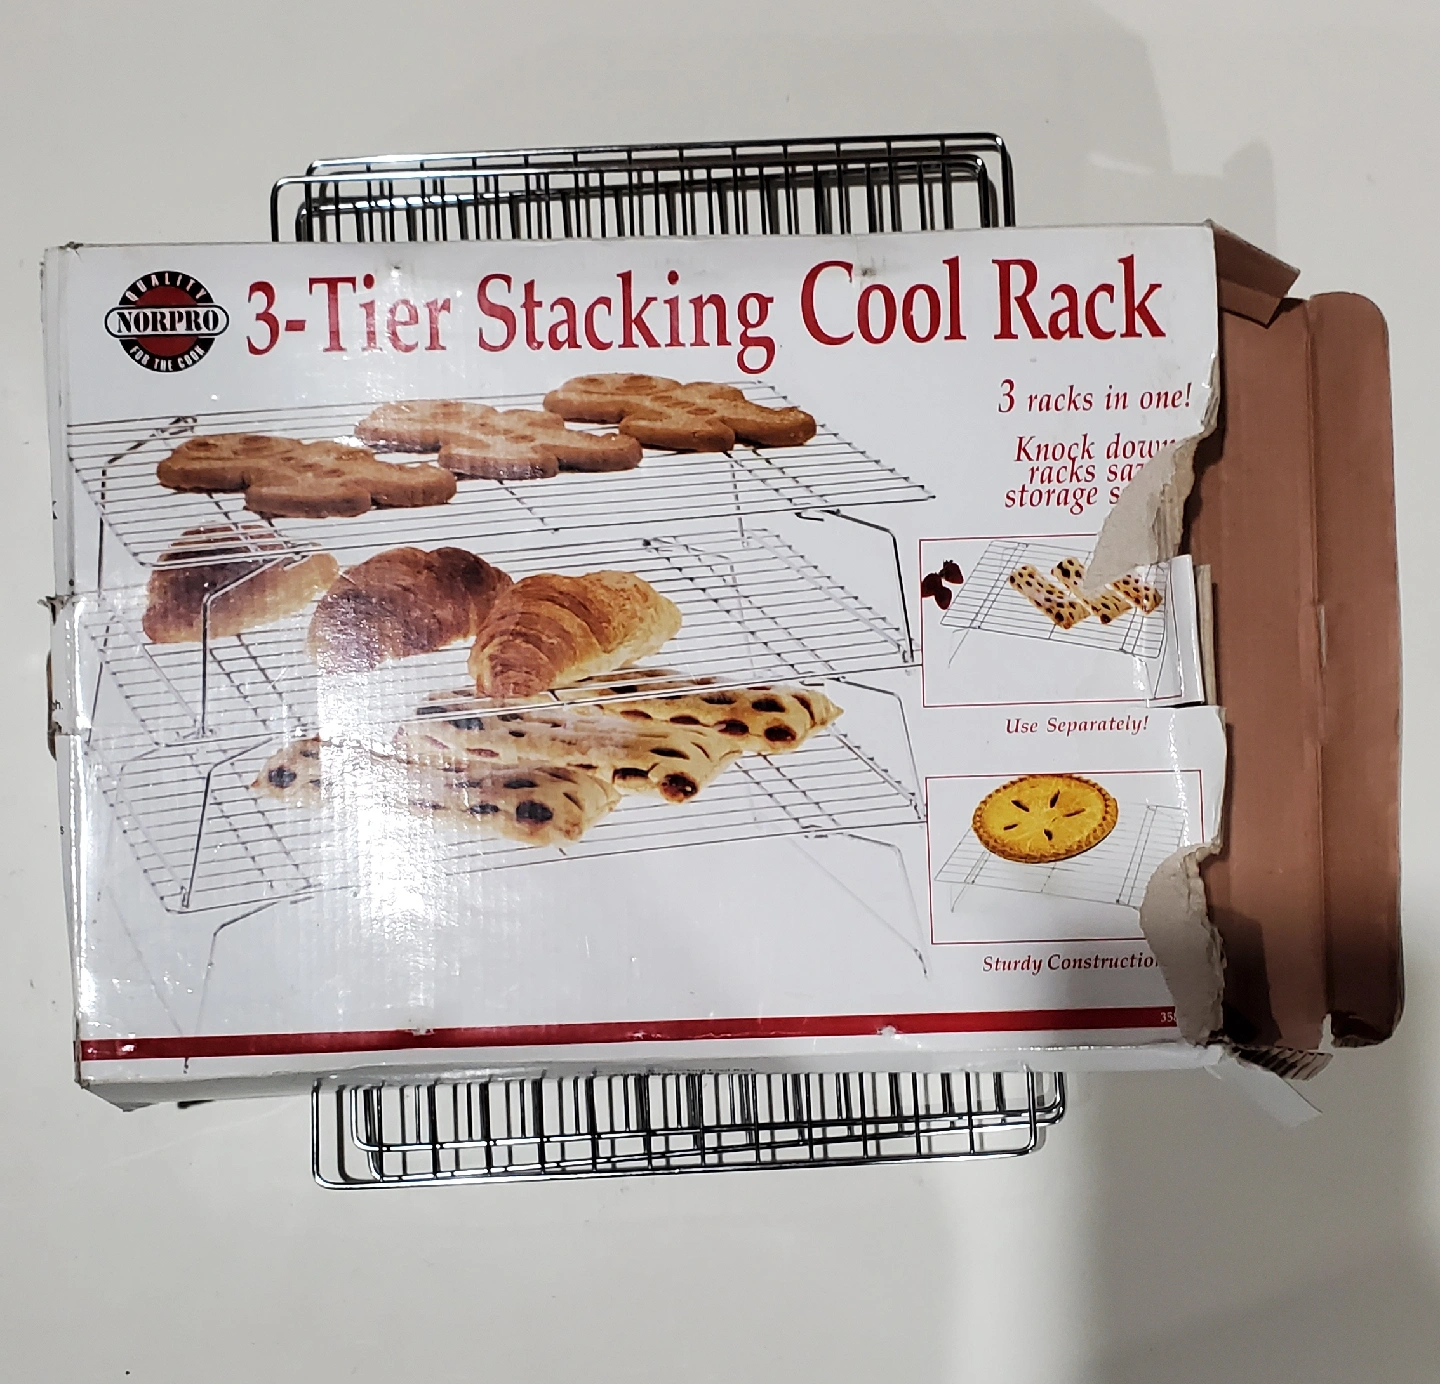 QUALITY
NORPRO
FOR THE COOK
3-Tier Stacking Cool Rack
3 racks in one!
Knock
racks
storage
Use Separately!
Sturdy